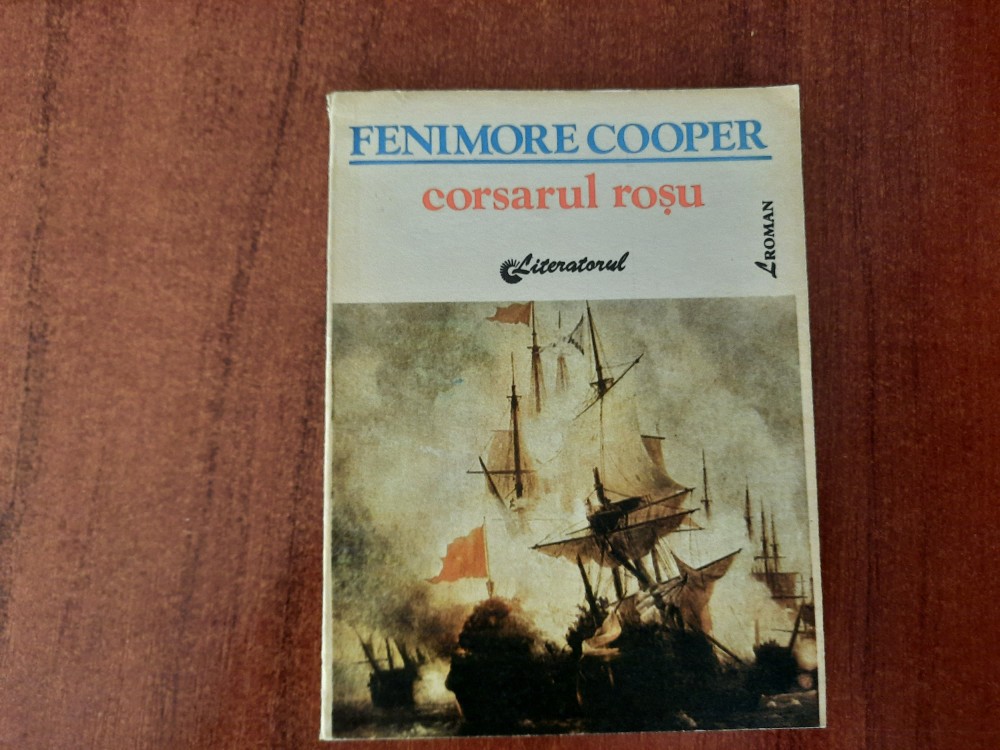 FENIMORE COOPER
corsarul roșu
L ROMAN
Literatorul